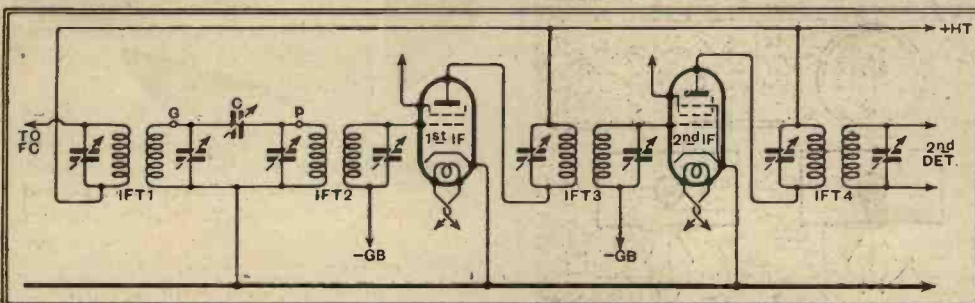 +HT
G C P
TO
FC
1st IF
2nd IF
2nd
DET.
IFT1 IFT2 IFT3 IFT4
-GB -GB